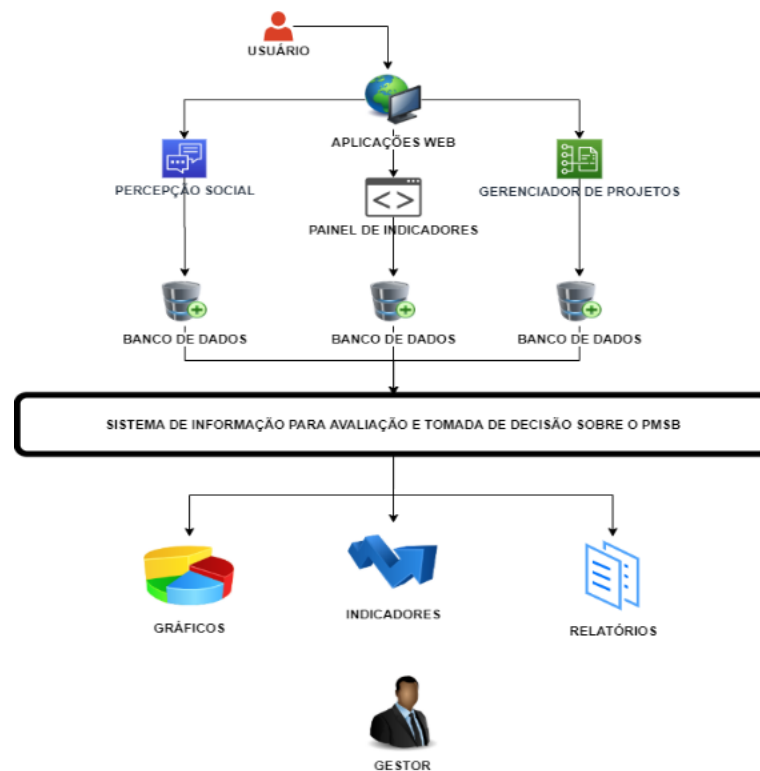 USUÁRIO
APLICAÇÕES WEB
PERCEPÇÃO SOCIAL
GERENCIADOR DE PROJETOS
PAINEL DE INDICADORES
BANCO DE DADOS
BANCO DE DADOS
BANCO DE DADOS
SISTEMA DE INFORMAÇÃO PARA AVALIAÇÃO E TOMADA DE DECISÃO SOBRE O PMSB
GRÁFICOS
INDICADORES
RELATÓRIOS
GESTOR